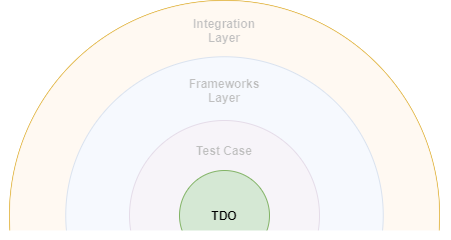 Integration
Layer
Frameworks
Layer
Test Case
TDO